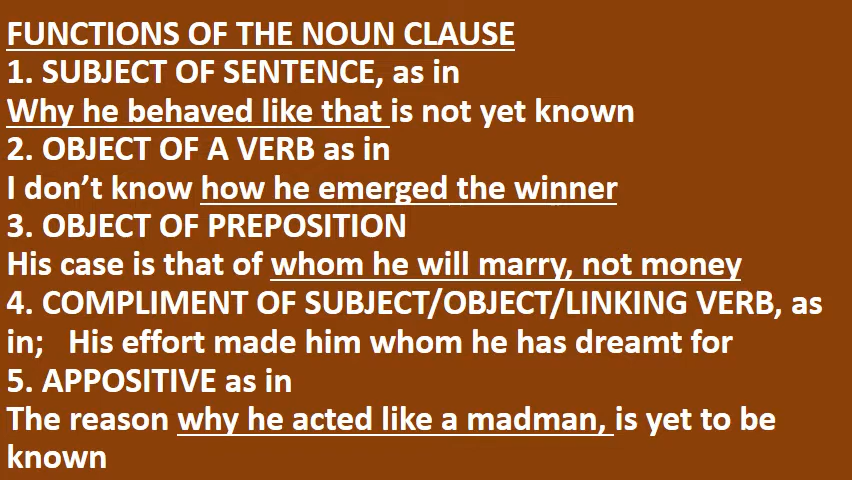 FUNCTIONS OF THE NOUN CLAUSE
1. SUBJECT OF SENTENCE, as in
Why he behaved like that is not yet known
2. OBJECT OF A VERB as in
I don’t know how he emerged the winner
3. OBJECT OF PREPOSITION
His case is that of whom he will marry, not money
4. COMPLIMENT OF SUBJECT/OBJECT/LINKING VERB, as
in; His effort made him whom he has dreamt for
5. APPOSITIVE as in
The reason why he acted like a madman, is yet to be
known